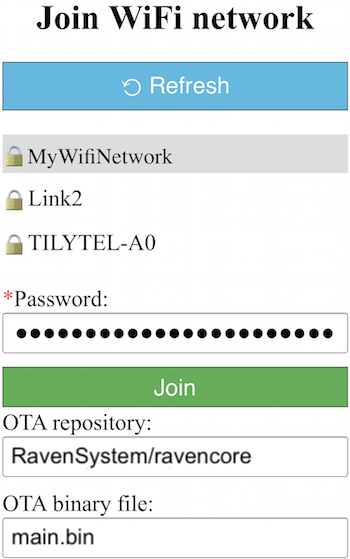 Join WiFi network
Refresh
MyWifiNetwork
Link2
TILYTEL-A0
*Password:
●●●●●●●●●●●●●●●●●●●●●●●
Join
OTA repository:
RavenSystem/ravencore
OTA binary file:
main.bin